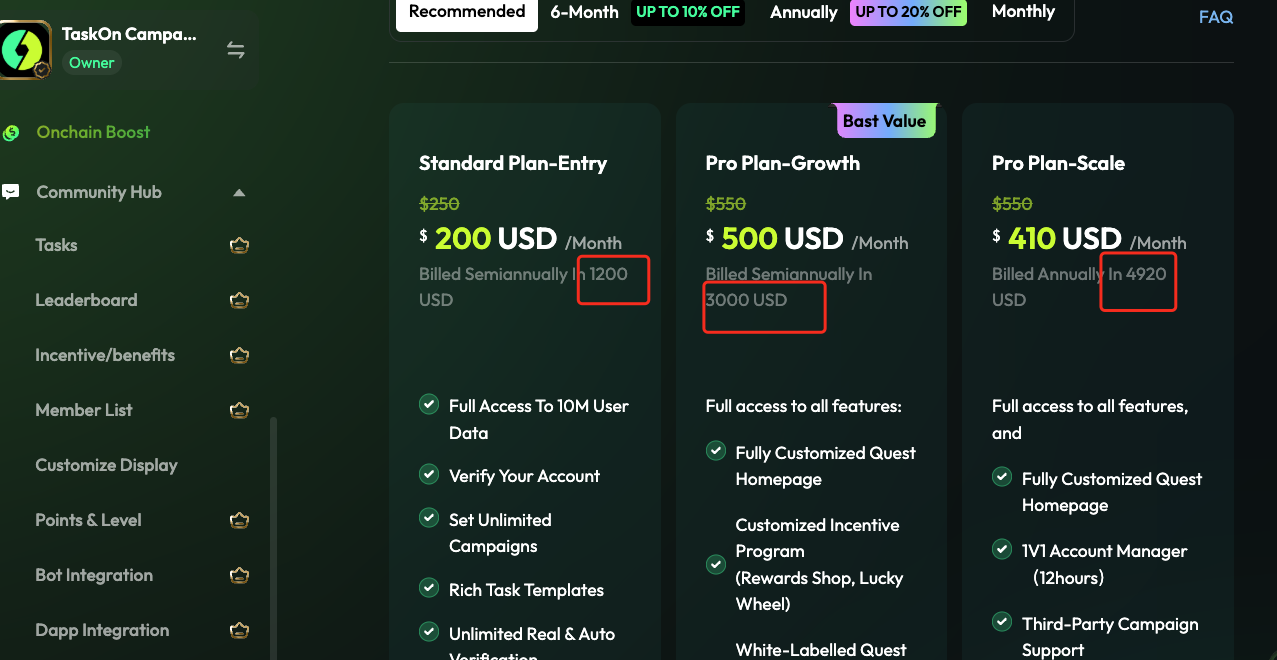 Recommended
6-Month
UP TO 10% OFF
Annually
UP TO 20% OFF
Monthly
FAQ
TaskOn Campa...
Owner
Onchain Boost
Community Hub
Tasks
Leaderboard
Incentive/benefits
Member List
Customize Display
Points & Level
Bot Integration
Dapp Integration
Standard Plan-Entry
$250
$ 200 USD /Month
Billed Semiannually In 1200
USD
Full Access To 10M User
Data
Verify Your Account
Set Unlimited
Campaigns
Rich Task Templates
Unlimited Real & Auto
Verification
Bast Value
Pro Plan-Growth
$550
$ 500 USD /Month
Billed Semiannually In
3000 USD
Full access to all features:
Fully Customized Quest
Homepage
Customized Incentive
Program
(Rewards Shop, Lucky
Wheel)
White-Labelled Quest
Pro Plan-Scale
$550
$ 410 USD /Month
Billed Annually In 4920
USD
Full access to all features,
and
Fully Customized Quest
Homepage
1V1 Account Manager
(12hours)
Third-Party Campaign
Support